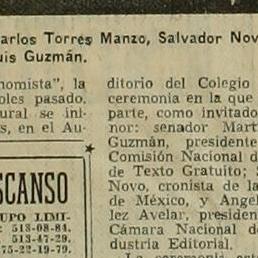 arlos Torres Manzo, Salvador Nov
uis Guzmán.
nomista", la
oles pasado,
ural se ini-
s, en el Au-
SCANSO
UPO LIMI-
: 513-08-84.
513-47-29.
75-22-19-79.
ditorio del Colegio
ceremonia en la que
parte, como invitado
nor: senador Mart
Guzmán, presidente
Comisión Nacional d
de Texto Gratuito; S
Novo, cronista de la
de México, y Angel
lez Avelar, presiden
Cámara Nacional de
dustria Editorial.
La ceremonia